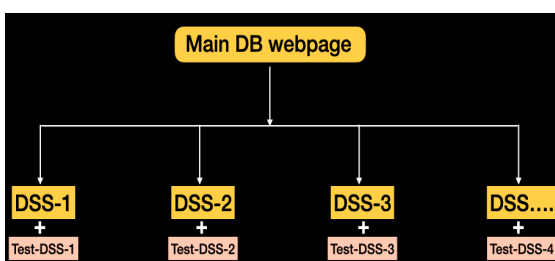 Main DB webpage
DSS-1 DSS-2 DSS-3 DSS....
+ + + +
Test-DSS-1 Test-DSS-2 Test-DSS-3 Test-DSS-4